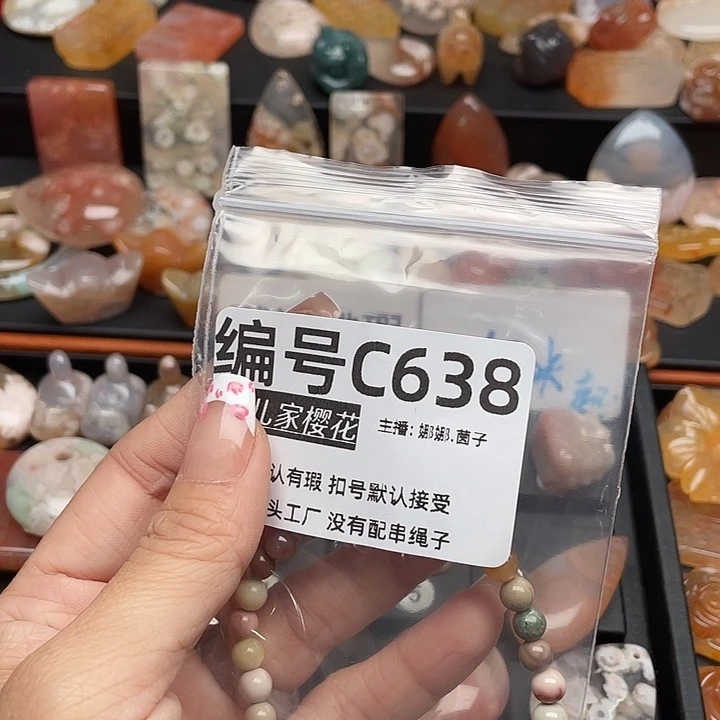 编号C638
儿家樱花 主播: 娜娜.茵子
认有瑕 扣号默认接受
头工厂 没有配串绳子